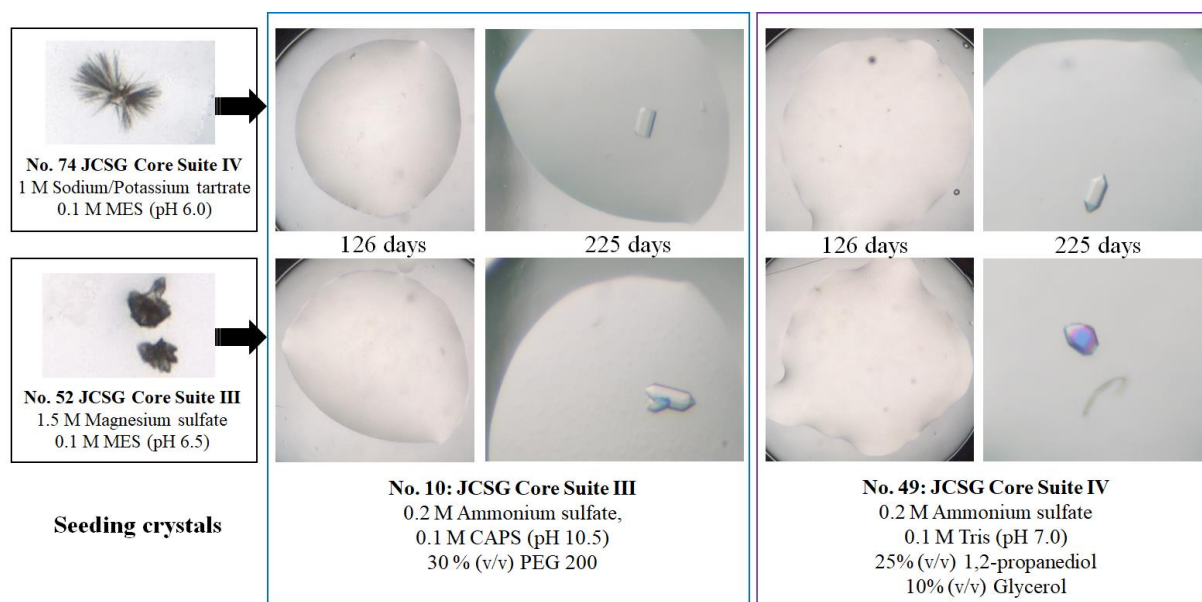 No. 74 JCSG Core Suite IV
1 M Sodium/Potassium tartrate
0.1 M MES (pH 6.0)
No. 52 JCSG Core Suite III
1.5 M Magnesium sulfate
0.1 M MES (pH 6.5)
Seeding crystals
126 days
225 days
No. 10: JCSG Core Suite III
0.2 M Ammonium sulfate,
0.1 M CAPS (pH 10.5)
30 % (v/v) PEG 200
126 days
225 days
No. 49: JCSG Core Suite IV
0.2 M Ammonium sulfate
0.1 M Tris (pH 7.0)
25% (v/v) 1,2-propanediol
10% (v/v) Glycerol